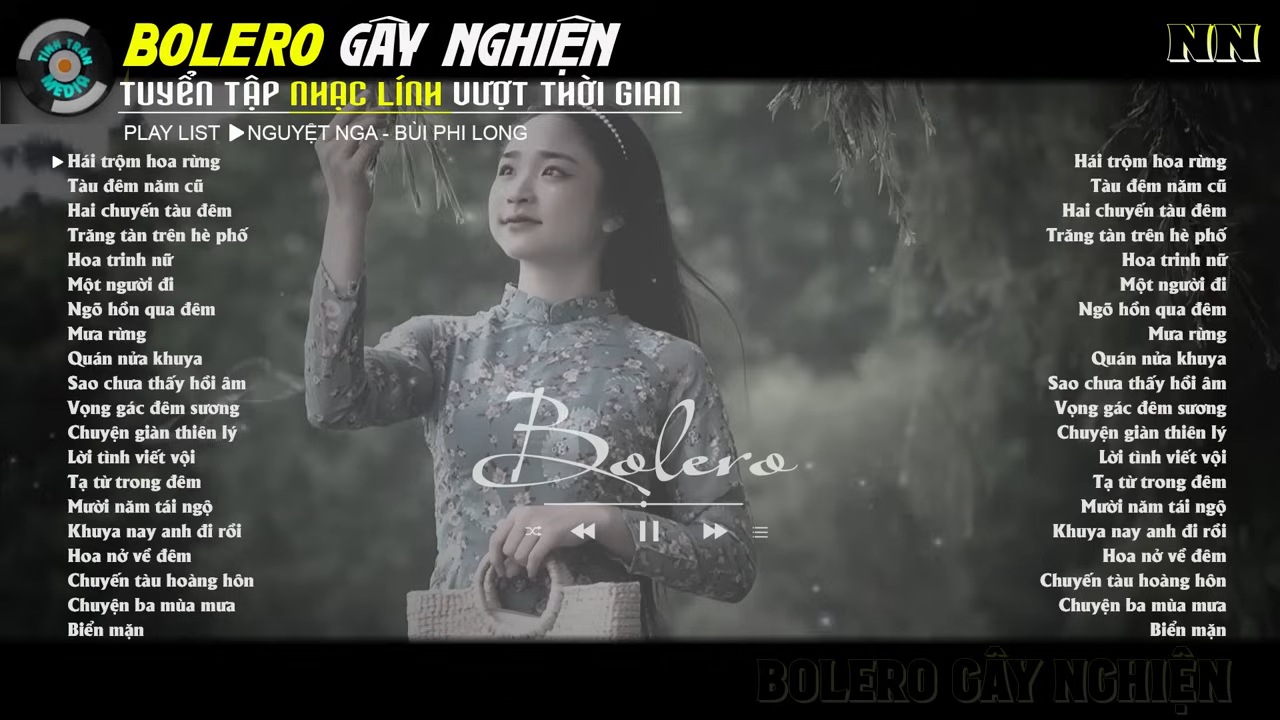 TÌNH TRẦN
MEDIA
BOLERO GÂY NGHIỆN
NN
TUYỂN TẬP NHẠC LÍNH VƯỢT THỜI GIAN
PLAY LIST ▶NGUYỆT NGA - BÙI PHI LONG
Hái trộm hoa rừng
Tàu đêm năm cũ
Hai chuyến tàu đêm
Trăng tàn trên hè phố
Hoa trinh nữ
Một người đi
Ngõ hồn qua đêm
Mưa rừng
Quán nửa khuya
Sao chưa thấy hồi âm
Vọng gác đêm sương
Chuyện giàn thiên lý
Lời tình viết vội
Tạ từ trong đêm
Mười năm tái ngộ
Khuya nay anh đi rồi
Hoa nở về đêm
Chuyến tàu hoàng hôn
Chuyện ba mùa mưa
Biển mặn
Bolero
Hái trộm hoa rừng
Tàu đêm năm cũ
Hai chuyến tàu đêm
Trăng tàn trên hè phố
Hoa trinh nữ
Một người đi
Ngõ hồn qua đêm
Mưa rừng
Quán nửa khuya
Sao chưa thấy hồi âm
Vọng gác đêm sương
Chuyện giàn thiên lý
Lời tình viết vội
Tạ từ trong đêm
Mười năm tái ngộ
Khuya nay anh đi rồi
Hoa nở về đêm
Chuyến tàu hoàng hôn
Chuyện ba mùa mưa
Biển mặn
BOLERO GÂY NGHIỆN